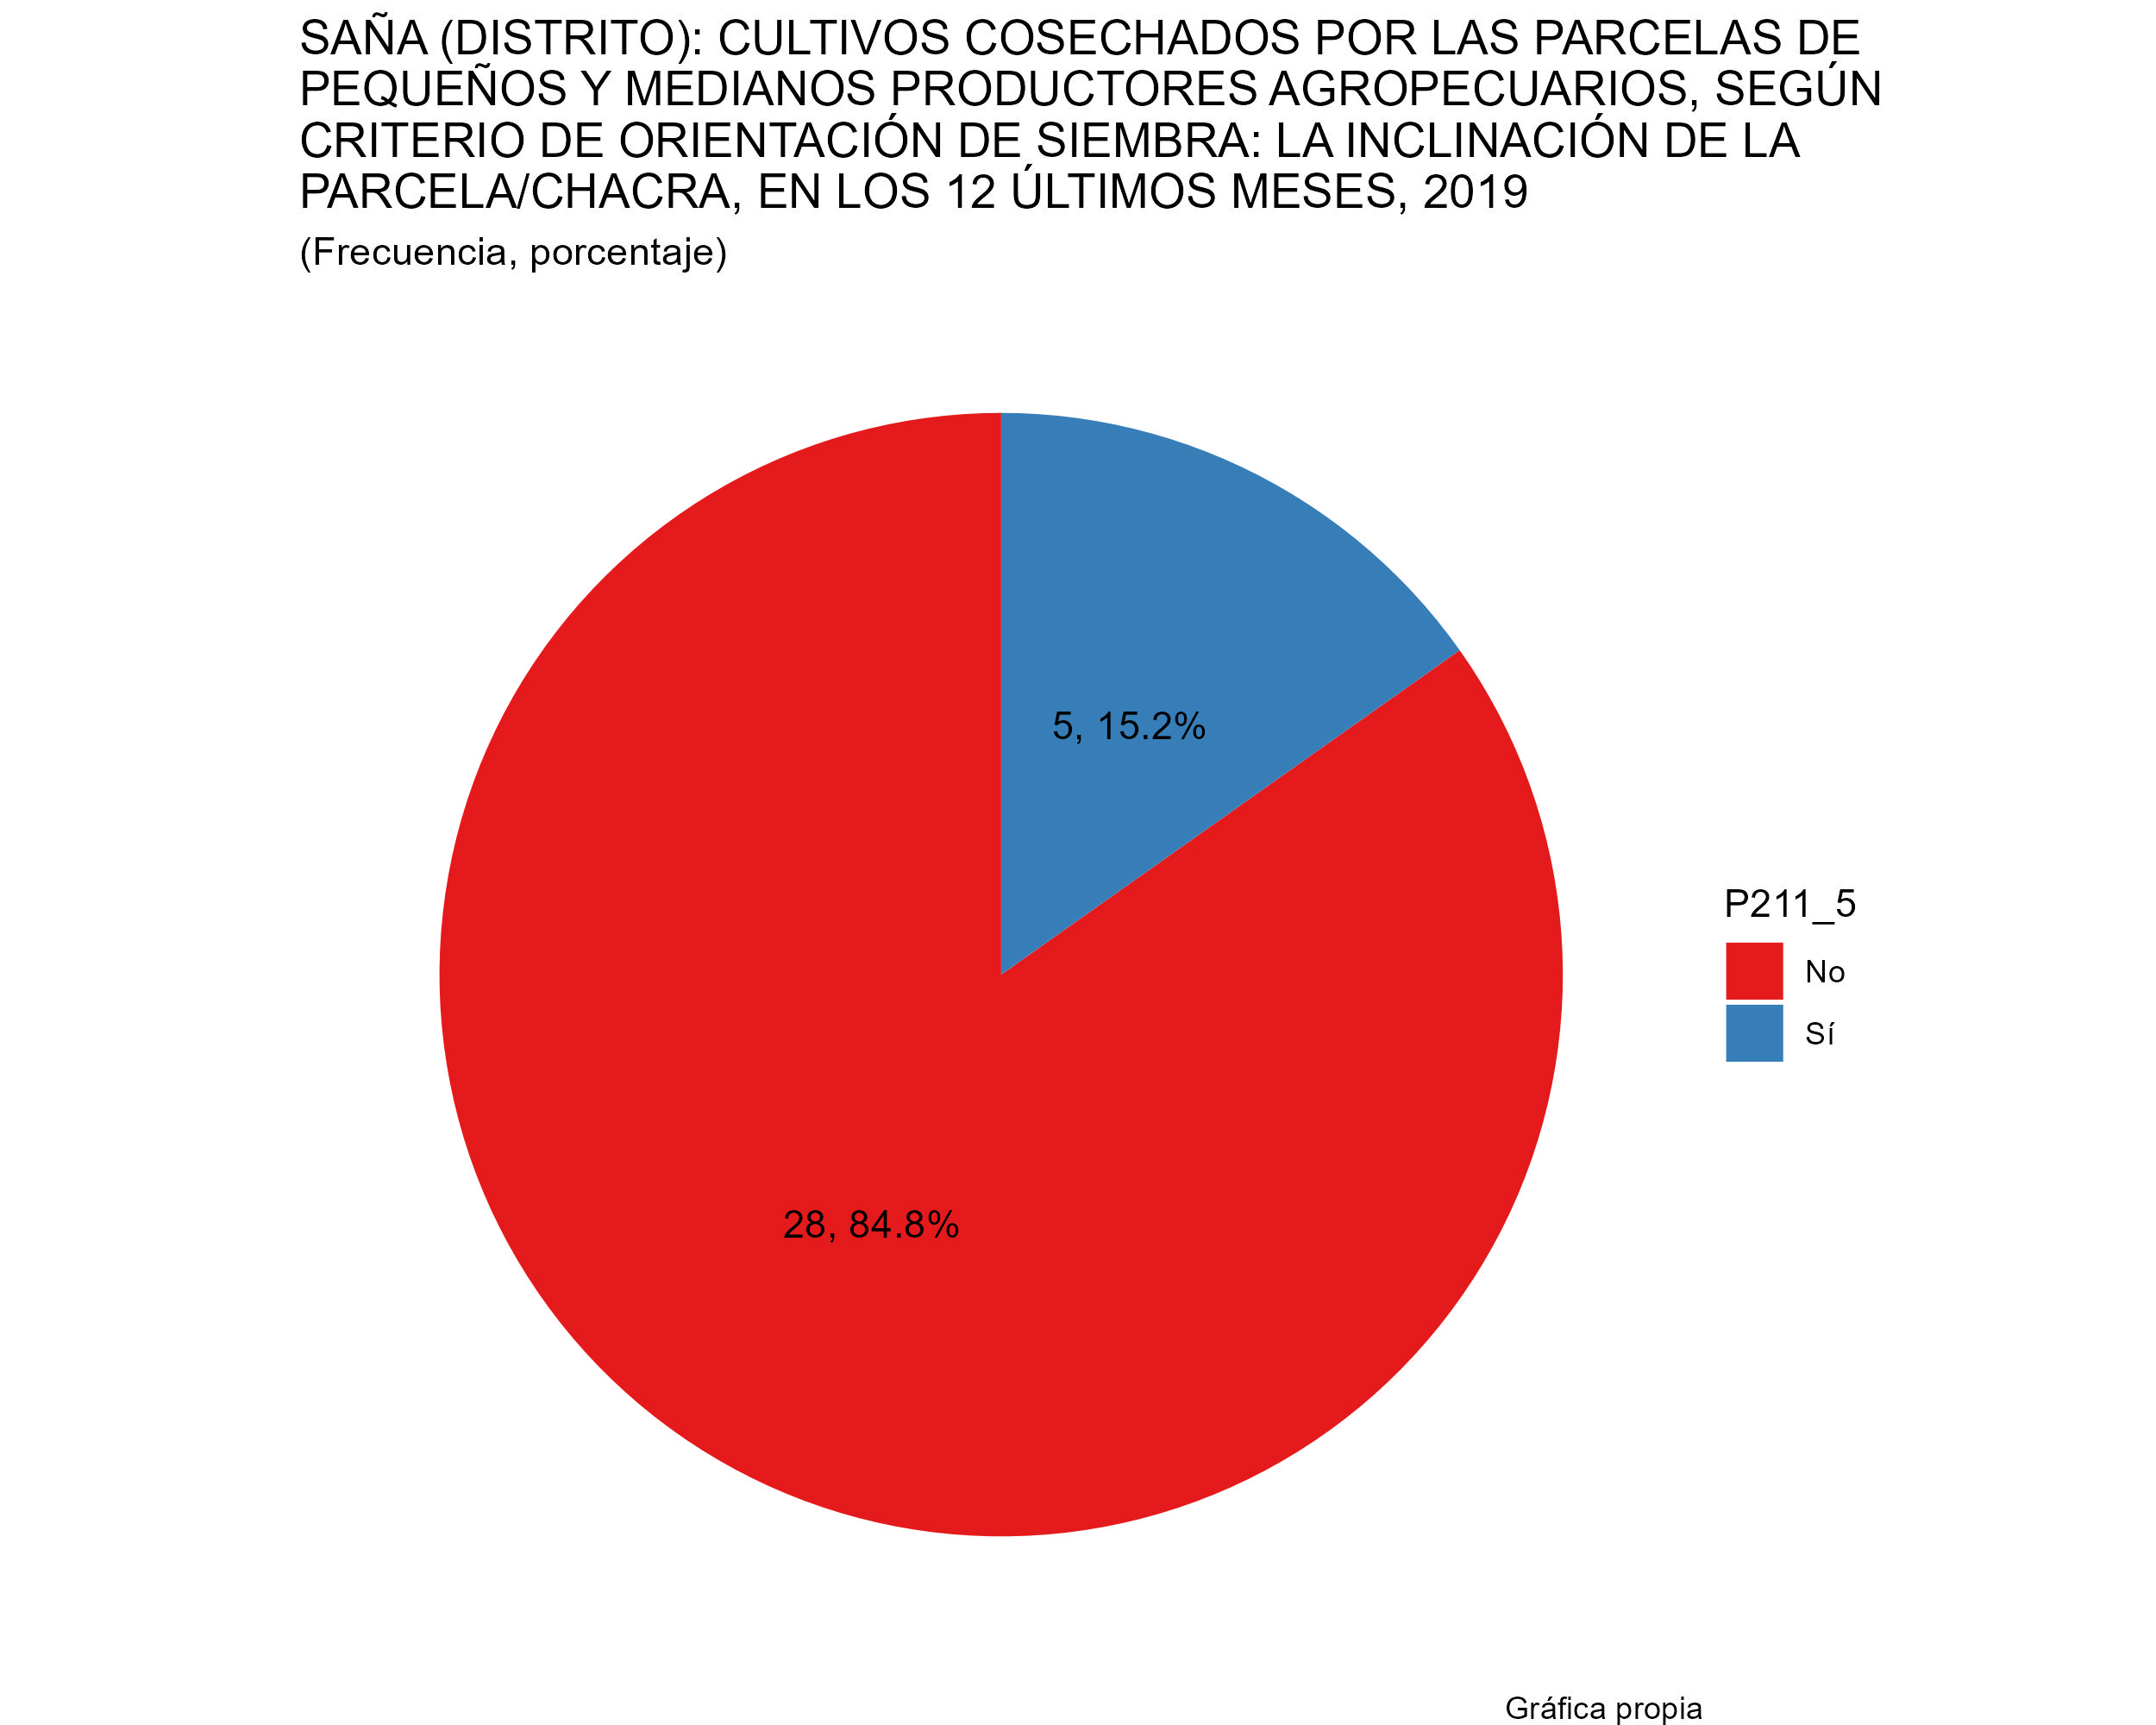 SAÑA (DISTRITO): CULTIVOS COSECHADOS POR LAS PARCELAS DE
PEQUEÑOS Y MEDIANOS PRODUCTORES AGROPECUARIOS, SEGÚN
CRITERIO DE ORIENTACIÓN DE SIEMBRA: LA INCLINACIÓN DE LA
PARCELA/CHACRA, EN LOS 12 ÚLTIMOS MESES, 2019
(Frecuencia, porcentaje)
5, 15.2%
28, 84.8%
P211_5
No
Sí
Gráfica propia